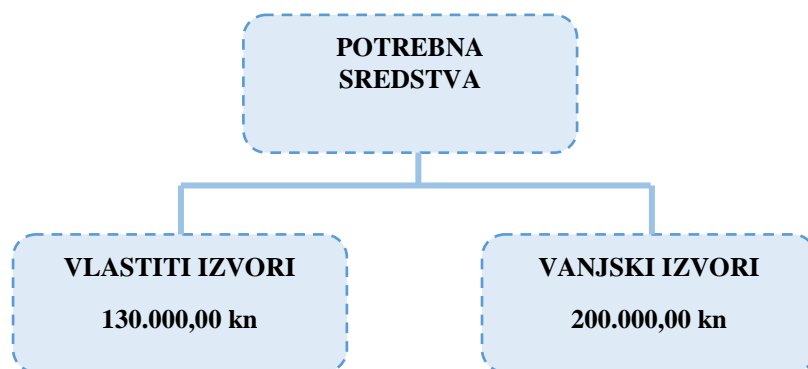 POTREBNA
SREDSTVA
VLASTITI IZVORI
130.000,00 kn
VANJSKI IZVORI
200.000,00 kn